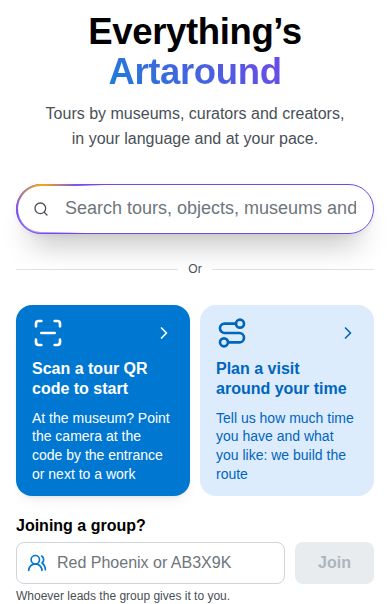 Everything’s
Artaround
Tours by museums, curators and creators,
in your language and at your pace.
Search tours, objects, museums and
Or
Scan a tour QR
code to start
At the museum? Point
the camera at the
code by the entrance
or next to a work
Plan a visit
around your time
Tell us how much time
you have and what
you like: we build the
route
Joining a group?
Red Phoenix or AB3X9K
Join
Whoever leads the group gives it to you.